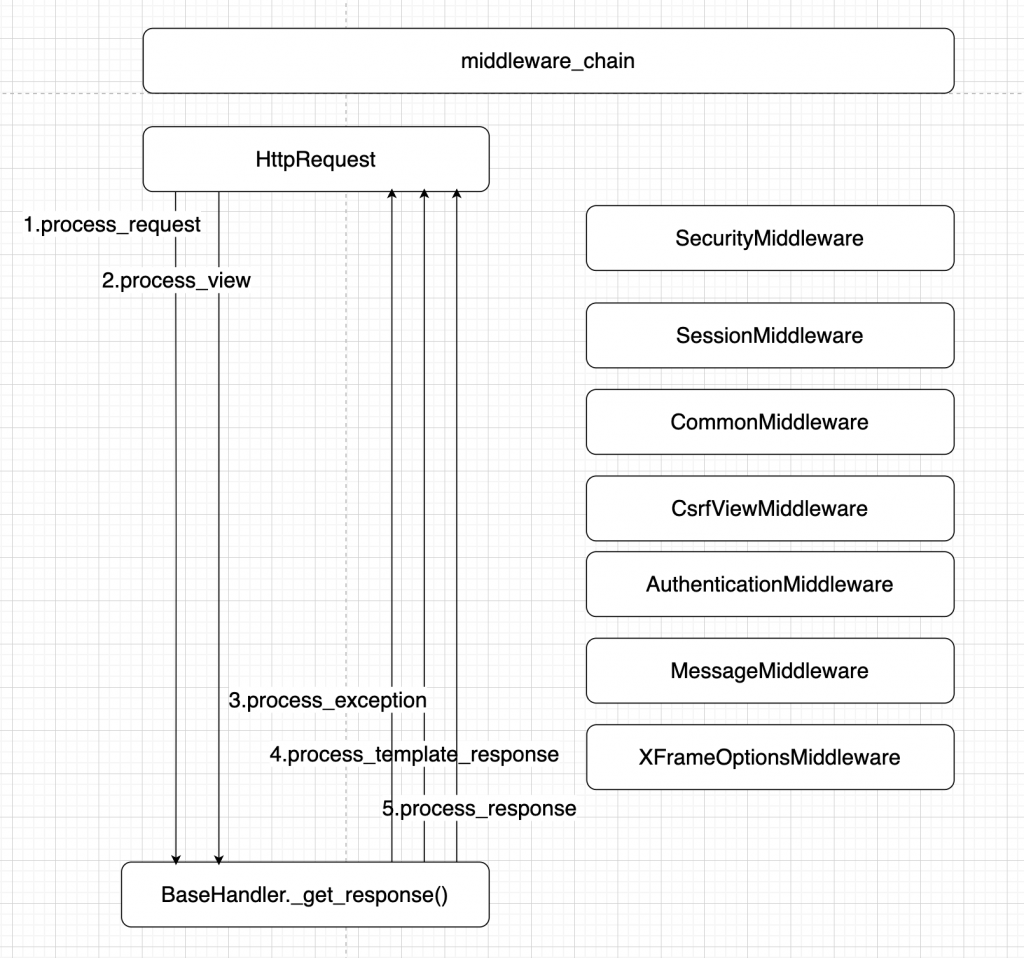 middleware_chain
HttpRequest
1.process_request
2.process_view
SecurityMiddleware
SessionMiddleware
CommonMiddleware
CsrfViewMiddleware
AuthenticationMiddleware
MessageMiddleware
XFrameOptionsMiddleware
3.process_exception
4.process_template_response
5.process_response
BaseHandler._get_response()